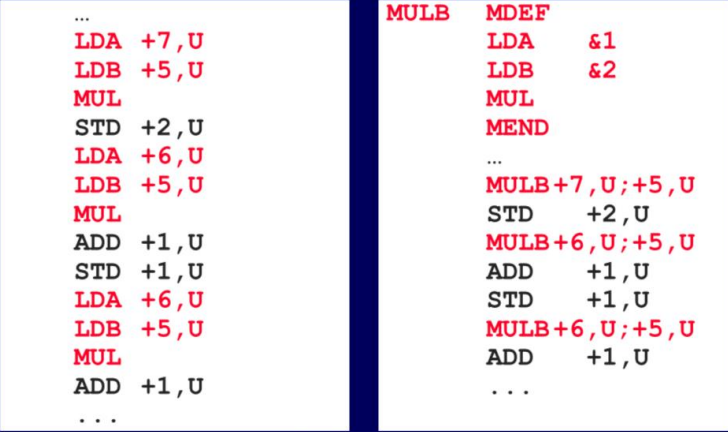 …
LDA +7,U
LDB +5,U
MUL
STD +2,U
LDA +6,U
LDB +5,U
MUL
ADD +1,U
STD +1,U
LDA +6,U
LDB +5,U
MUL
ADD +1,U
...
MULB MDEF
LDA &1
LDB &2
MUL
MEND
…
MULB+7,U;+5,U
STD +2,U
MULB+6,U;+5,U
ADD +1,U
STD +1,U
MULB+6,U;+5,U
ADD +1,U
...